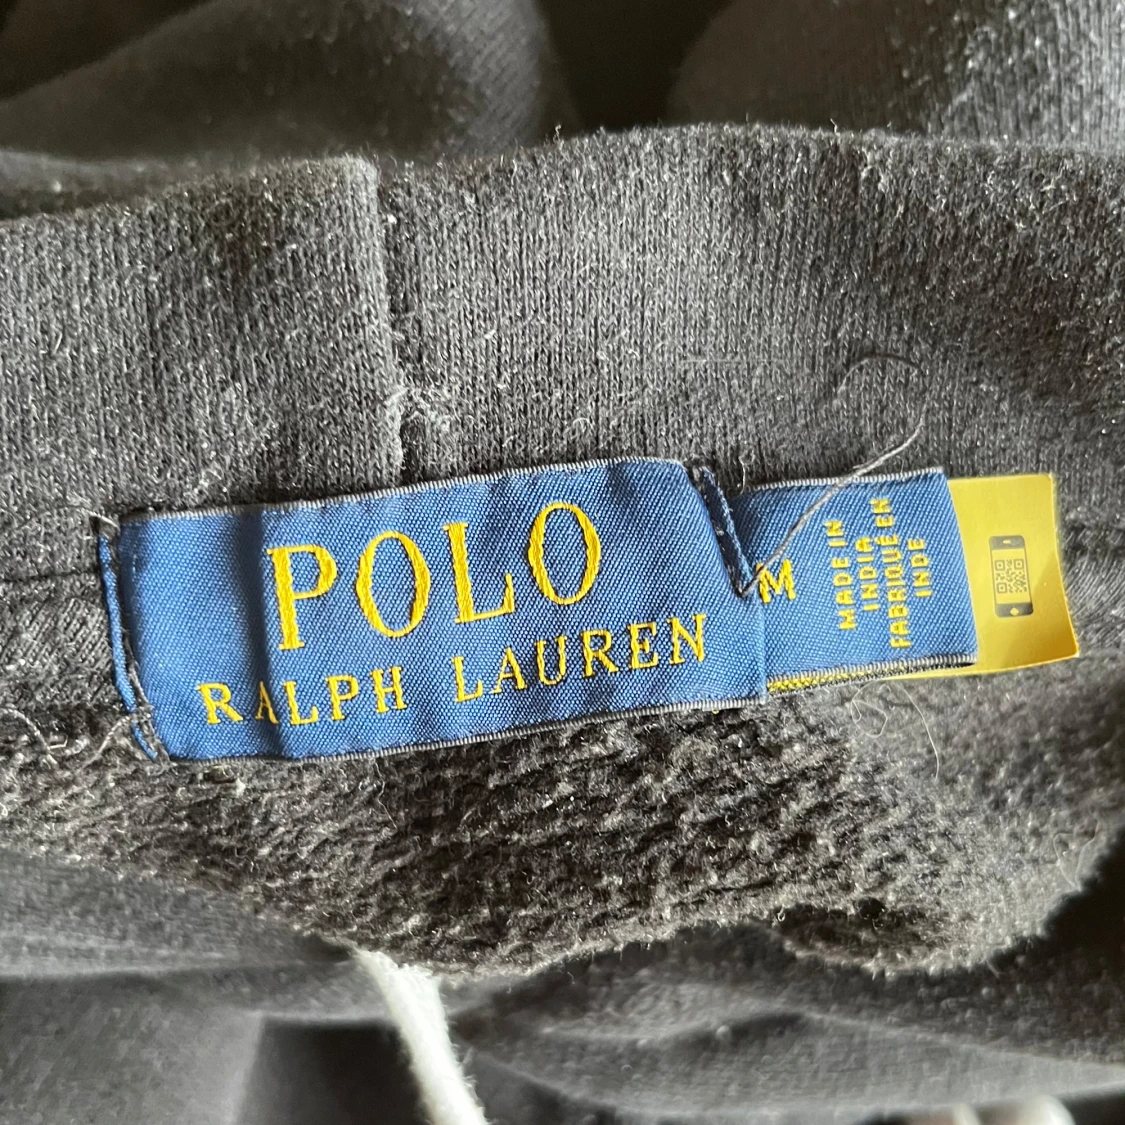 POLO
RALPH LAUREN
M
MADE IN
INDIA
FABRIQUÉ EN
INDE